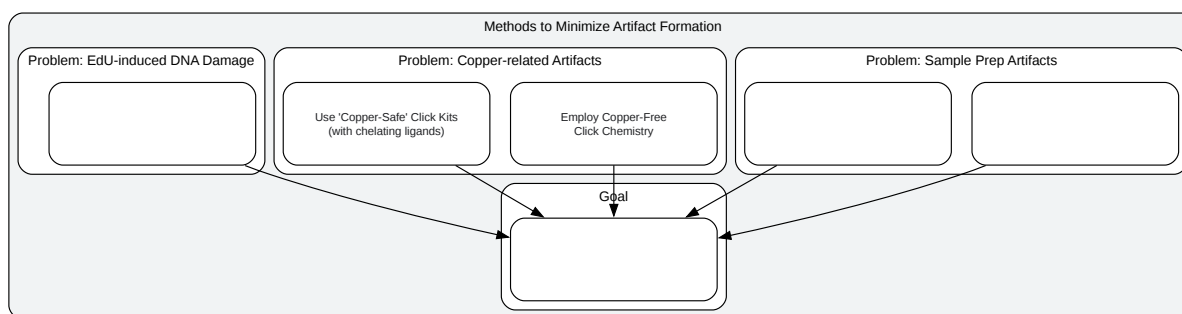 Methods to Minimize Artifact Formation
Problem: EdU-induced DNA Damage
Problem: Copper-related Artifacts
Problem: Sample Prep Artifacts
Use 'Copper-Safe' Click Kits
(with chelating ligands)
Employ Copper-Free
Click Chemistry
Goal